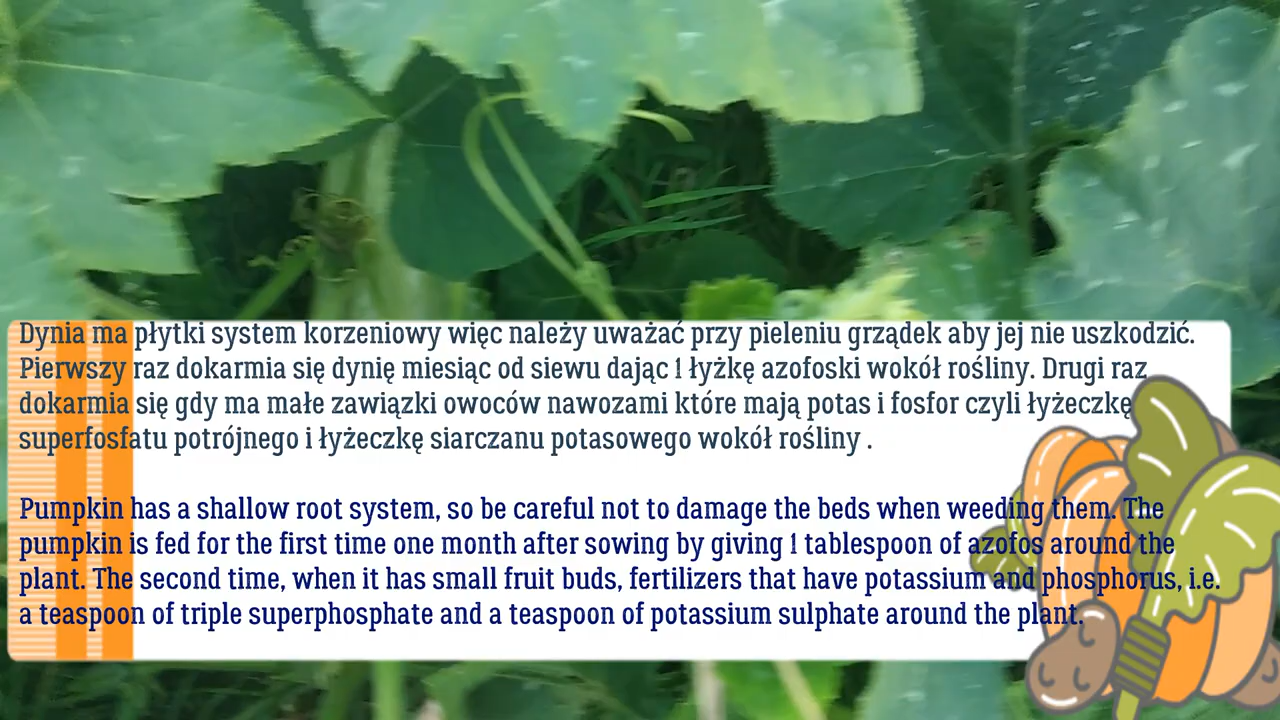 Dynia ma płytki system korzeniowy więc należy uważać przy pieleniu grządek aby jej nie uszkodzić.
Pierwszy raz dokarmia się dynię miesiąc od siewu dając 1 łyżkę azofoski wokół rośliny. Drugi raz
dokarmia się gdy ma małe zawiązki owoców nawozami które mają potas i fosfor czyli łyżeczkę
superfosfatu potrójnego i łyżeczkę siarczanu potasowego wokół rośliny .
Pumpkin has a shallow root system, so be careful not to damage the beds when weeding them. The
pumpkin is fed for the first time one month after sowing by giving 1 tablespoon of azofos around the
plant. The second time, when it has small fruit buds, fertilizers that have potassium and phosphorus, i.e.
a teaspoon of triple superphosphate and a teaspoon of potassium sulphate around the plant.